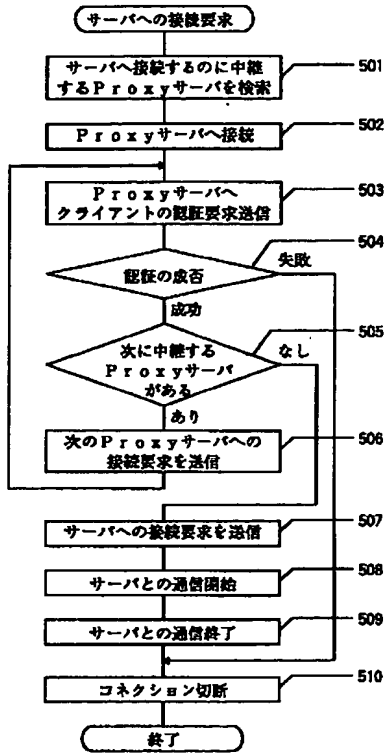 サーバへの接続要求
サーバへ接続するのに中継
するＰｒｏｘｙサーバを検索
501
Ｐｒｏｘｙサーバへ接続
502
Ｐｒｏｘｙサーバへ
クライアントの認証要求送信
503
504
認証の成否
失敗
成功
505
次に中継する
Ｐｒｏｘｙサーバ
がある
なし
あり
次のＰｒｏｘｙサーバへの
接続要求を送信
506
サーバへの接続要求を送信
507
サーバとの通信開始
508
サーバとの通信終了
509
コネクション切断
510
終了